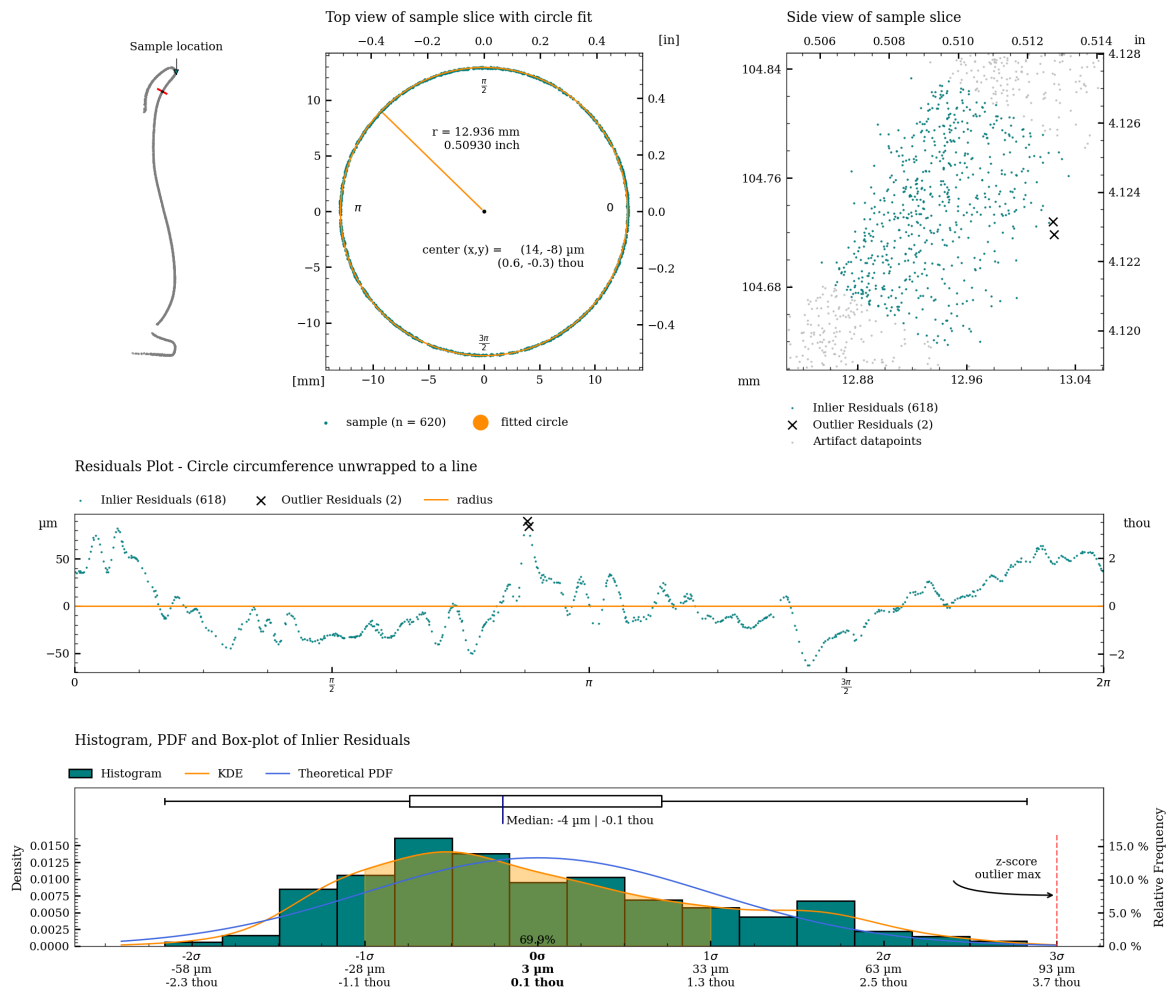 Sample location
Top view of sample slice with circle fit
−0.4 −0.2 0.0 0.2 0.4 [in]
10
5
0
−5
−10
[mm]
0.4
0.2
0.0
−0.2
−0.4
π/2
π
0
3π/2
r = 12.936 mm
0.50930 inch
center (x,y) = (14, -8) µm
(0.6, -0.3) thou
−10 −5 0 5 10
sample (n = 620) fitted circle
Side view of sample slice
0.506 0.508 0.510 0.512 0.514 in
104.84
104.76
104.68
4.128
4.126
4.124
4.122
4.120
mm 12.88 12.96 13.04
Inlier Residuals (618)
Outlier Residuals (2)
Artifact datapoints
Residuals Plot - Circle circumference unwrapped to a line
Inlier Residuals (618) Outlier Residuals (2) radius
µm thou
50 2
0 0
−50 −2
0 π/2 π 3π/2 2π
Histogram, PDF and Box-plot of Inlier Residuals
Histogram KDE Theoretical PDF
Median: -4 µm | -0.1 thou
Density
0.0150
0.0125
0.0100
0.0075
0.0050
0.0025
0.0000
z-score
outlier max
69.9%
15.0 %
10.0 %
5.0 %
0.0 %
Relative Frequency
-2σ -1σ 0σ 1σ 2σ 3σ
-58 µm -28 µm 3 µm 33 µm 63 µm 93 µm
-2.3 thou -1.1 thou 0.1 thou 1.3 thou 2.5 thou 3.7 thou